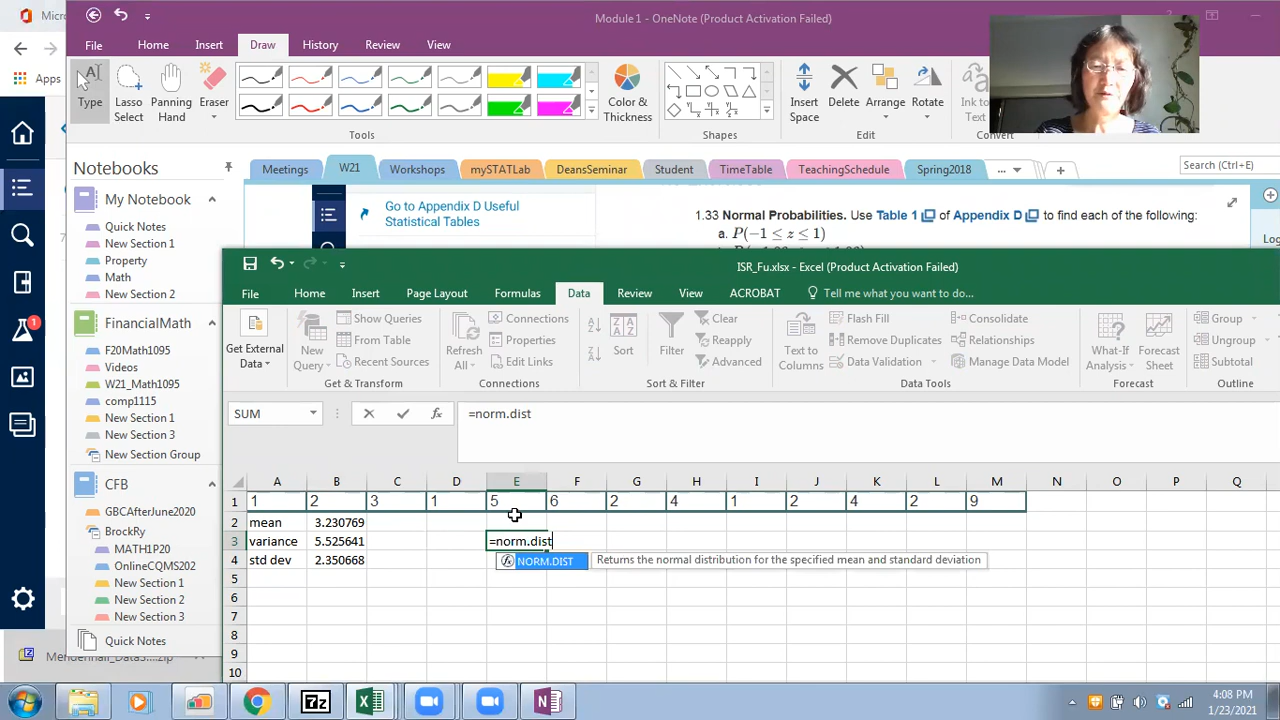 Micr
Module 1 - OneNote (Product Activation Failed)
File Home Insert Draw History Review View
Apps
Type
Lasso Select
Panning Hand
Eraser
Color & Thickness
Insert Space
Delete
Arrange
Rotate
Ink to Text
Tools
Shapes
Edit
Convert
Notebooks
Meetings W21 Workshops mySTATLab DeansSeminar Student TimeTable TeachingSchedule Spring2018 ...
Search (Ctrl+E)
My Notebook
Quick Notes
New Section 1
Property
Math
New Section 2
FinancialMath
F20Math1095
Videos
W21_Math1095
comp1115
New Section 1
New Section 3
New Section Group
CFB
GBCAfterJune2020
BrockRy
MATH1P20
OnlineCQMS202
New Section 1
New Section 2
New Section 3
Quick Notes
1
Go to Appendix D Useful
Statistical Tables
1.33 Normal Probabilities. Use Table 1 of Appendix D to find each of the following:
a. P(−1 ≤ z ≤ 1)
Log
ISR_Fu.xlsx - Excel (Product Activation Failed)
File Home Insert Page Layout Formulas Data Review View ACROBAT Tell me what you want to do...
Get External Data
New Query
Show Queries
From Table
Recent Sources
Get & Transform
Refresh All
Connections
Properties
Edit Links
Connections
Sort
Filter
Clear
Reapply
Advanced
Sort & Filter
Text to Columns
Flash Fill
Remove Duplicates
Data Validation
Consolidate
Relationships
Manage Data Model
Data Tools
What-If Analysis
Forecast Sheet
Forecast
Group
Ungroup
Subtotal
Outline
SUM fx =norm.dist
A B C D E F G H I J K L M N O P Q
1 1 2 3 1 5 6 2 4 1 2 4 2 9
2 mean 3.230769
3 variance 5.525641 =norm.dist
4 std dev 2.350668
NORM.DIST
Returns the normal distribution for the specified mean and standard deviation
5
6
7
8
9
10
7z
4:08 PM
1/23/2021